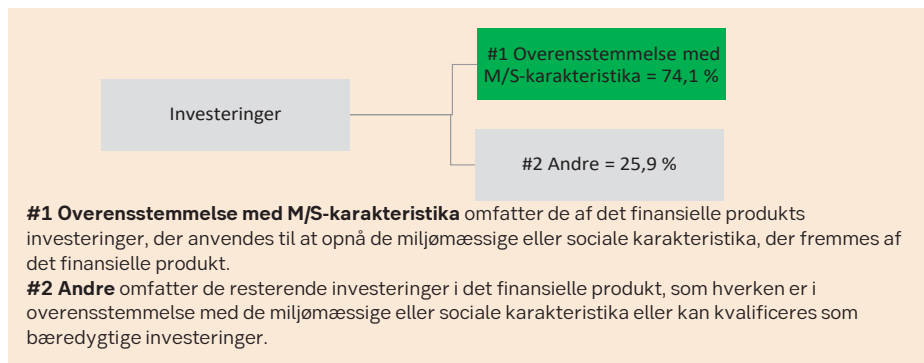 #1 Overensstemmelse med
M/S-karakteristika = 74,1 %
Investeringer
#2 Andre = 25,9 %
#1 Overensstemmelse med M/S-karakteristika omfatter de af det finansielle produkts
investeringer, der anvendes til at opnå de miljømæssige eller sociale karakteristika, der fremmes af
det finansielle produkt.
#2 Andre omfatter de resterende investeringer i det finansielle produkt, som hverken er i
overensstemmelse med de miljømæssige eller sociale karakteristika eller kan kvalificeres som
bæredygtige investeringer.